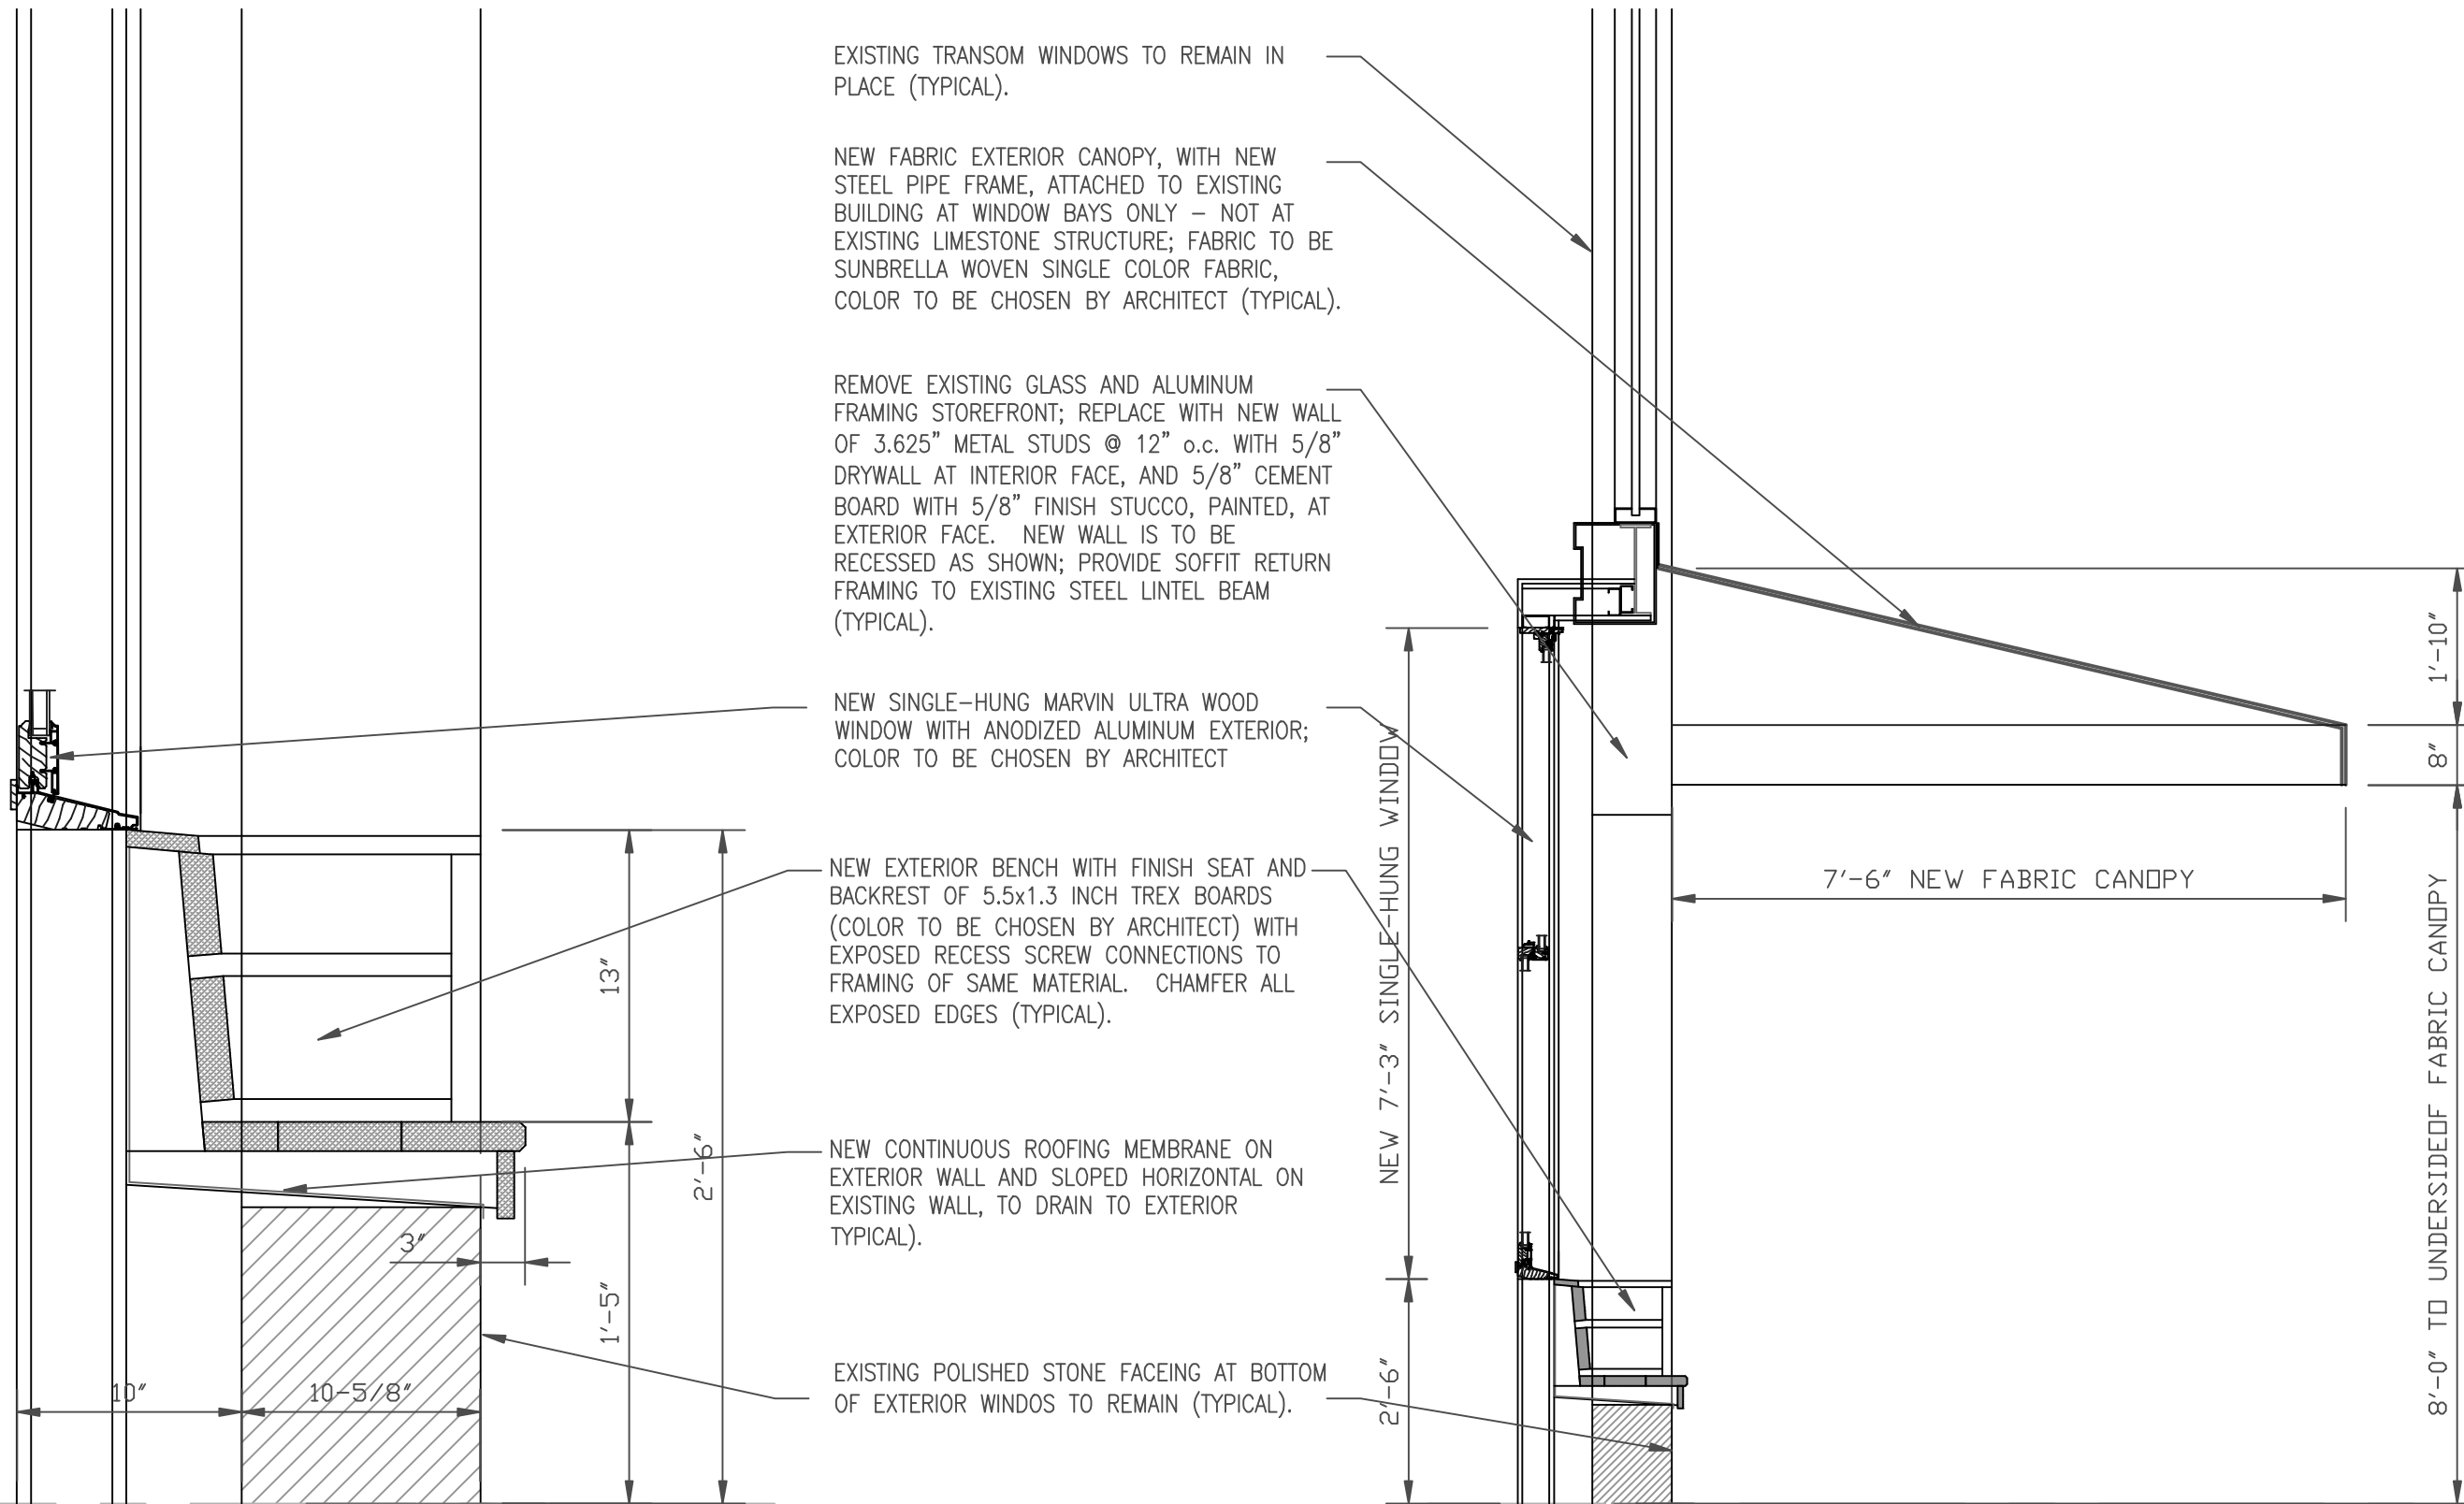 EXISTING TRANSOM WINDOWS TO REMAIN IN
PLACE (TYPICAL).
NEW FABRIC EXTERIOR CANOPY, WITH NEW
STEEL PIPE FRAME, ATTACHED TO EXISTING
BUILDING AT WINDOW BAYS ONLY – NOT AT
EXISTING LIMESTONE STRUCTURE; FABRIC TO BE
SUNBRELLA WOVEN SINGLE COLOR FABRIC,
COLOR TO BE CHOSEN BY ARCHITECT (TYPICAL).
REMOVE EXISTING GLASS AND ALUMINUM
FRAMING STOREFRONT; REPLACE WITH NEW WALL
OF 3.625" METAL STUDS @ 12" o.c. WITH 5/8"
DRYWALL AT INTERIOR FACE, AND 5/8" CEMENT
BOARD WITH 5/8" FINISH STUCCO, PAINTED, AT
EXTERIOR FACE. NEW WALL IS TO BE
RECESSED AS SHOWN; PROVIDE SOFFIT RETURN
FRAMING TO EXISTING STEEL LINTEL BEAM
(TYPICAL).
NEW SINGLE-HUNG MARVIN ULTRA WOOD
WINDOW WITH ANODIZED ALUMINUM EXTERIOR;
COLOR TO BE CHOSEN BY ARCHITECT
NEW EXTERIOR BENCH WITH FINISH SEAT AND
BACKREST OF 5.5x1.3 INCH TREX BOARDS
(COLOR TO BE CHOSEN BY ARCHITECT) WITH
EXPOSED RECESS SCREW CONNECTIONS TO
FRAMING OF SAME MATERIAL. CHAMFER ALL
EXPOSED EDGES (TYPICAL).
NEW CONTINUOUS ROOFING MEMBRANE ON
EXTERIOR WALL AND SLOPED HORIZONTAL ON
EXISTING WALL, TO DRAIN TO EXTERIOR
TYPICAL).
EXISTING POLISHED STONE FACEING AT BOTTOM
OF EXTERIOR WINDOS TO REMAIN (TYPICAL).
13"
2'-6"
3"
1'-5"
10"
10-5/8"
NEW 7'-3" SINGLE-HUNG WINDOW
2'-6"
7'-6" NEW FABRIC CANOPY
1'-10"
8"
8'-0" TO UNDERSIDEOF FABRIC CANOPY